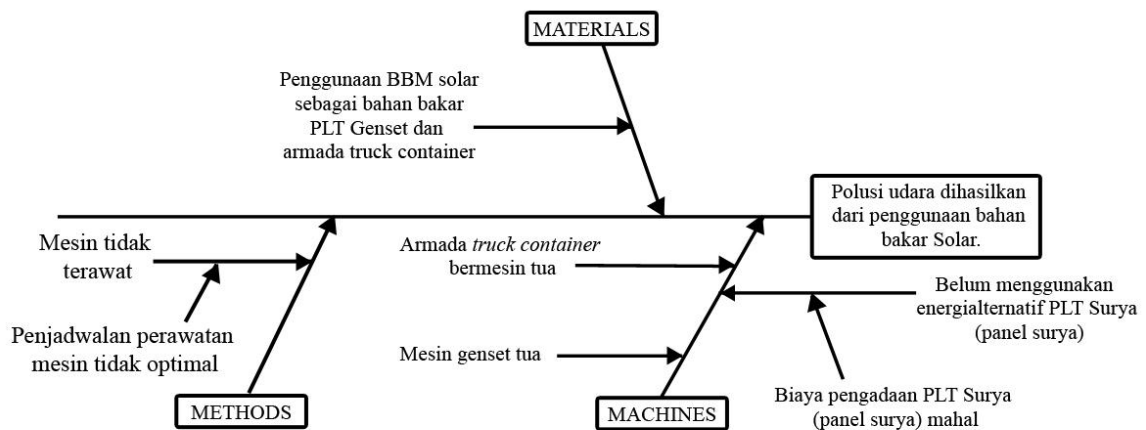 MATERIALS
Penggunaan BBM solar
sebagai bahan bakar
PLT Genset dan
armada truck container
Polusi udara dihasilkan
dari penggunaan bahan
bakar Solar.
Mesin tidak
terawat
Penjadwalan perawatan
mesin tidak optimal
METHODS
Armada truck container
bermesin tua
Mesin genset tua
MACHINES
Belum menggunakan
energialternatif PLT Surya
(panel surya)
Biaya pengadaan PLT Surya
(panel surya) mahal